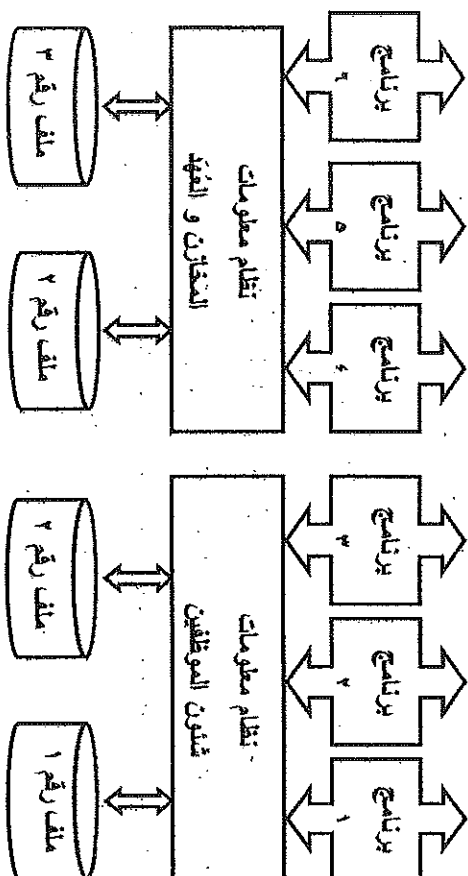 برنامج
١
برنامج
٢
برنامج
٣
برنامج
٤
برنامج
٥
برنامج
٦
نظام معلومات
شئون الموظفين
نظام معلومات
المخازن و العُهَد
ملف رقم ١
ملف رقم ٢
ملف رقم ٢
ملف رقم ٣